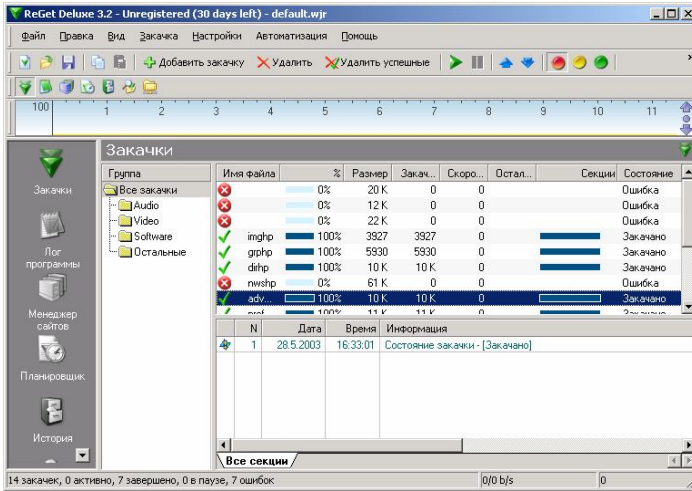 ReGet Deluxe 3.2 - Unregistered (30 days left) - default.wjr
Файл Правка Вид Закачка Настройки Автоматизация Помощь
Добавить закачку Удалить Удалить успешные
100 1 2 3 4 5 6 7 8 9 10 11
Закачки
Закачки
Лог программы
Менеджер сайтов
Планировщик
История
Группа
Все закачки
Audio
Video
Software
Остальные
Имя файла % Размер Закач... Скоро... Остал... Секции Состояние
0% 20 K 0 0 Ошибка
0% 12 K 0 0 Ошибка
0% 22 K 0 0 Ошибка
imghp 100% 3927 3927 0 Закачано
grphp 100% 5930 5930 0 Закачано
dirhp 100% 10 K 10 K 0 Закачано
nwshp 0% 61 K 0 0 Ошибка
adv... 100% 10 K 10 K 0 Закачано
N Дата Время Информация
1 28.5.2003 16:33:01 Состояние закачки - [Закачано]
Все секции
14 закачек, 0 активно, 7 завершено, 0 в паузе, 7 ошибок 0/0 b/s 0